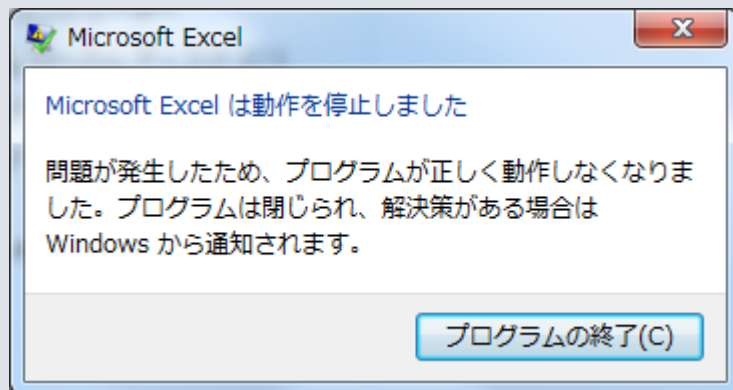 Microsoft Excel
Microsoft Excel は動作を停止しました
問題が発生したため、プログラムが正しく動作しなくなりま
した。プログラムは閉じられ、解決策がある場合は
Windows から通知されます。
プログラムの終了(C)